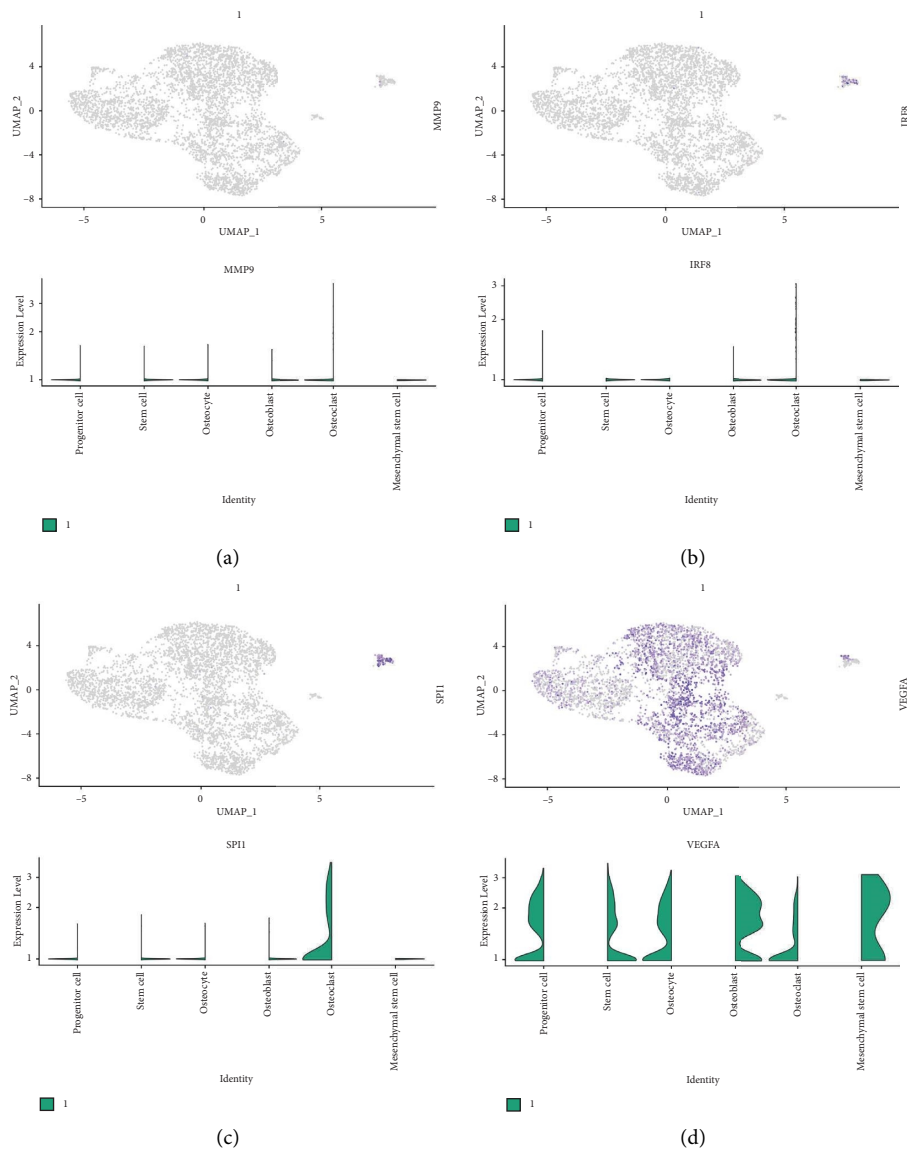 1
4
0
−4
−8
UMAP_2
−5
0
5
UMAP_1
MMP9
MMP9
3
2
1
Expression Level
Progenitor cell
Stem cell
Osteocyte
Osteoblast
Osteoclast
Mesenchymal stem cell
Identity
1
(a)
1
4
0
−4
−8
UMAP_2
−5
0
5
UMAP_1
IRF8
IRF8
3
2
1
Expression Level
Progenitor cell
Stem cell
Osteocyte
Osteoblast
Osteoclast
Mesenchymal stem cell
Identity
1
(b)
1
4
0
−4
−8
UMAP_2
−5
0
5
UMAP_1
SPI1
SPI1
3
2
1
Expression Level
Progenitor cell
Stem cell
Osteocyte
Osteoblast
Osteoclast
Mesenchymal stem cell
Identity
1
(c)
1
4
0
−4
−8
UMAP_2
−5
0
5
UMAP_1
VEGFA
VEGFA
3
2
1
Expression Level
Progenitor cell
Stem cell
Osteocyte
Osteoblast
Osteoclast
Mesenchymal stem cell
Identity
1
(d)